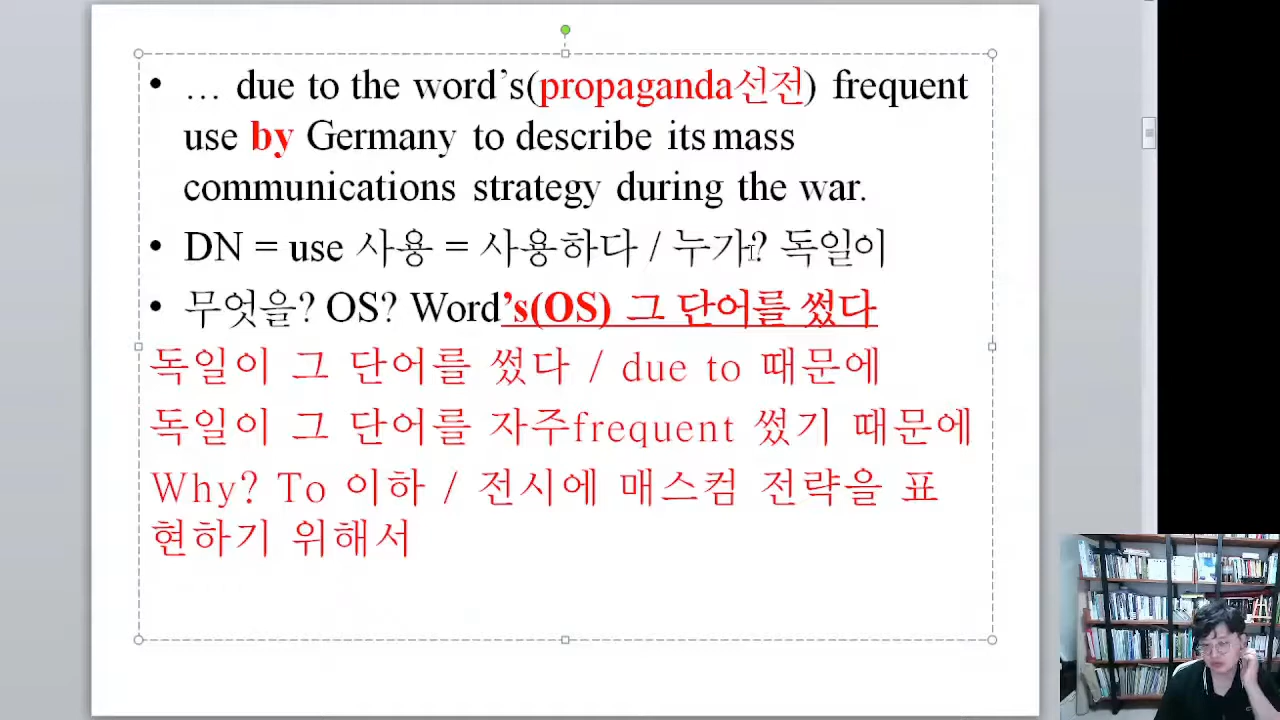 • … due to the word’s(propaganda선전) frequent
use by Germany to describe its mass
communications strategy during the war.
• DN = use 사용 = 사용하다 / 누가? 독일이
• 무엇을? OS? Word’s(OS) 그 단어를 썼다
독일이 그 단어를 썼다 / due to 때문에
독일이 그 단어를 자주frequent 썼기 때문에
Why? To 이하 / 전시에 매스컴 전략을 표
현하기 위해서